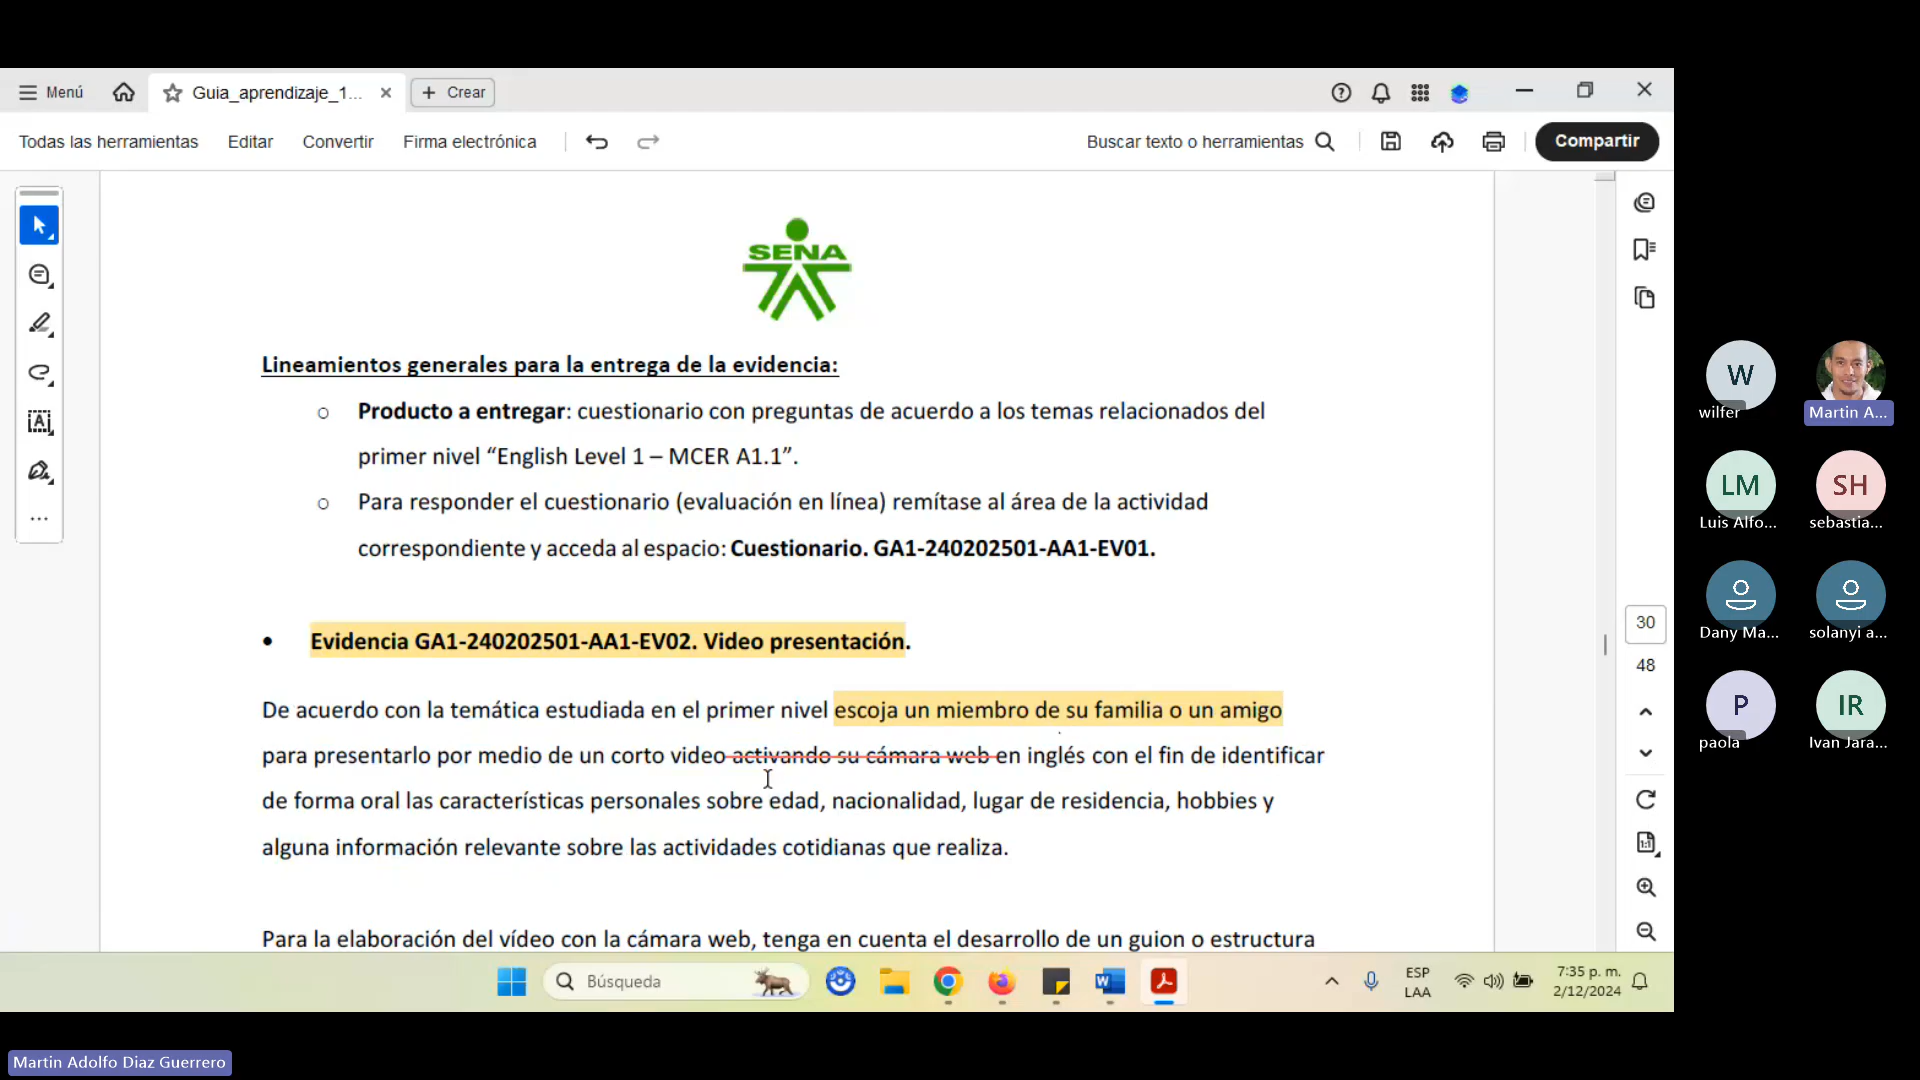 Menú
Guia_aprendizaje_1...
Crear
Todas las herramientas
Editar
Convertir
Firma electrónica
Buscar texto o herramientas
Compartir
SENA
Lineamientos generales para la entrega de la evidencia:
o Producto a entregar: cuestionario con preguntas de acuerdo a los temas relacionados del
primer nivel “English Level 1 – MCER A1.1”.
o Para responder el cuestionario (evaluación en línea) remítase al área de la actividad
correspondiente y acceda al espacio: Cuestionario. GA1-240202501-AA1-EV01.
• Evidencia GA1-240202501-AA1-EV02. Video presentación.
De acuerdo con la temática estudiada en el primer nivel escoja un miembro de su familia o un amigo
para presentarlo por medio de un corto video activando su cámara web en inglés con el fin de identificar
de forma oral las características personales sobre edad, nacionalidad, lugar de residencia, hobbies y
alguna información relevante sobre las actividades cotidianas que realiza.
Para la elaboración del vídeo con la cámara web, tenga en cuenta el desarrollo de un guion o estructura
30
48
1:1
Búsqueda
ESP
LAA
7:35 p. m.
2/12/2024
W
wilfer
Martin A...
LM
Luis Alfo...
SH
sebastia...
Dany Ma...
solanyi a...
P
paola
IR
Ivan Jara...
Martin Adolfo Diaz Guerrero